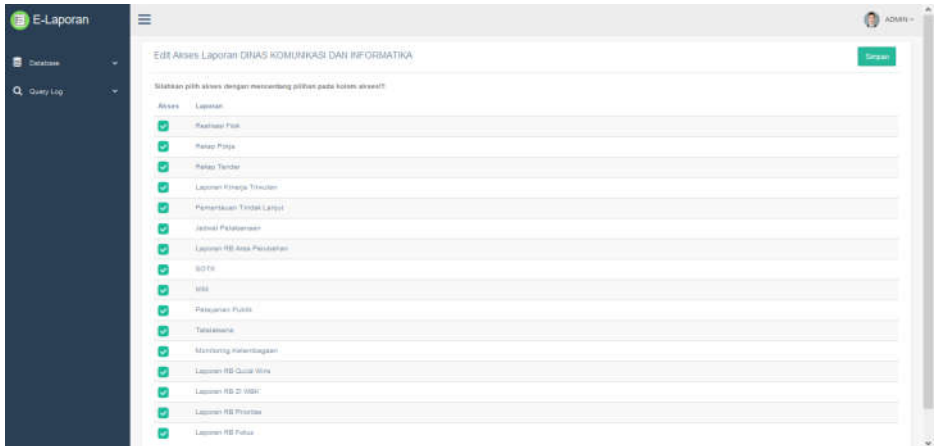 E-Laporan
ADMIN
Edit Akses Laporan DINAS KOMUNIKASI DAN INFORMATIKA
Simpan
Database
Silahkan pilih akses dengan mencentang pilihan pada kolom akses!!!
Query Log
Akses Laporan
Realisasi Fisik
Rekap Pokja
Rekap Tender
Laporan Kinerja Triwulan
Pemantauan Tindak Lanjut
Jadwal Pelaksanaan
Laporan RB Area Perubahan
SOTK
Pelayanan Publik
Tatalaksana
Monitoring Kelembagaan
Laporan RB Quick Wins
Laporan RB ZI WBK
Laporan RB Prioritas
Laporan RB Fokus